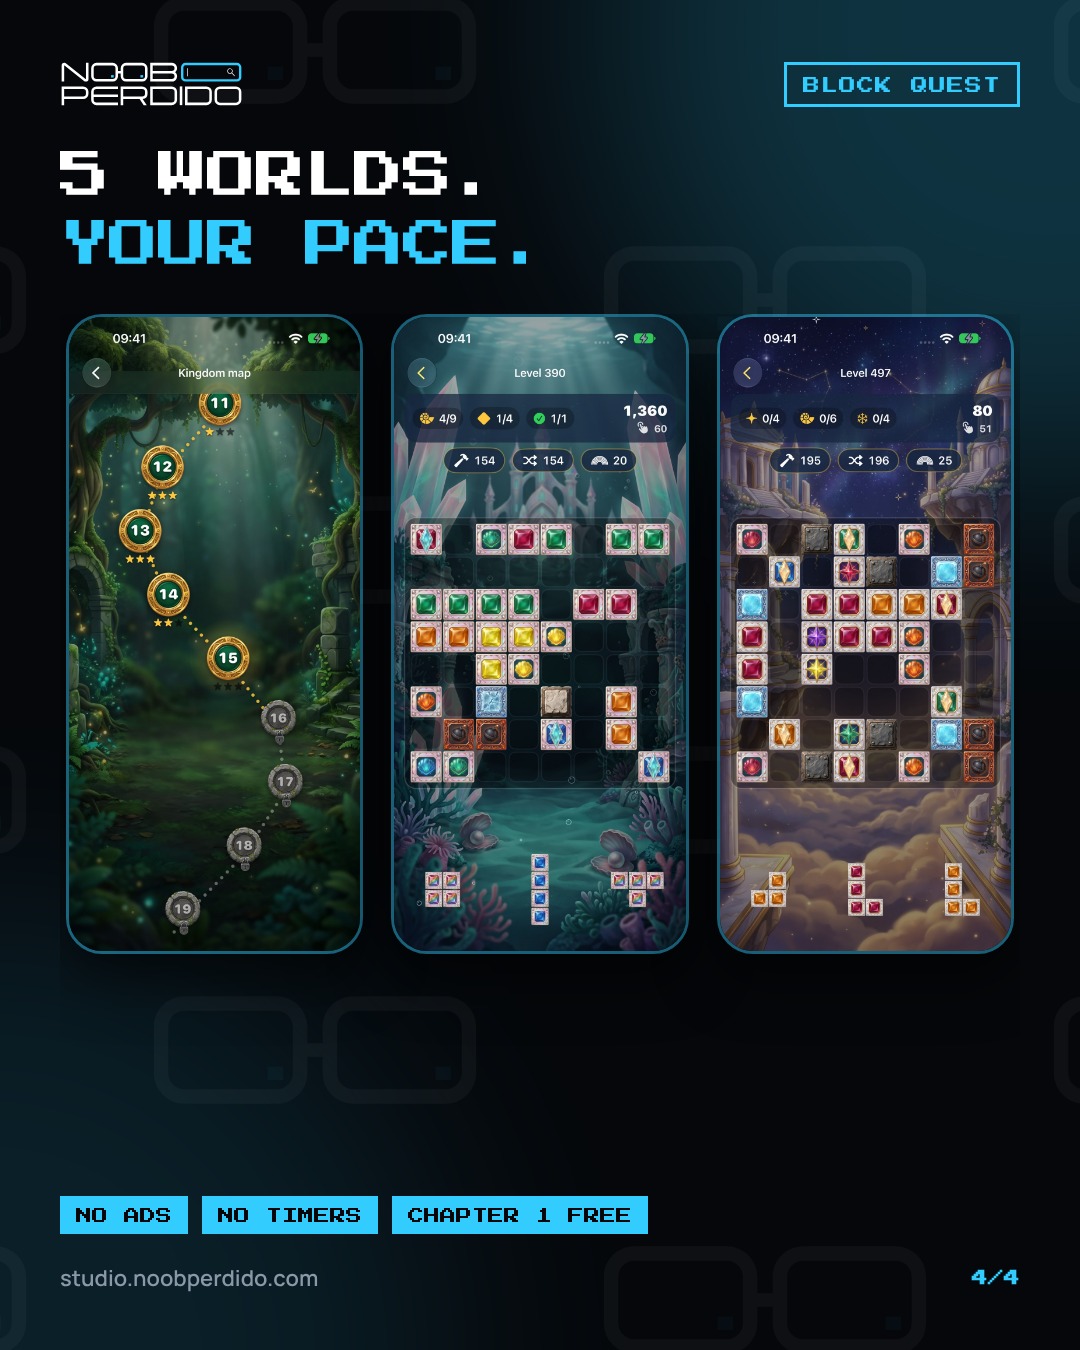 NOOB
PERDIDO
BLOCK QUEST
5 WORLDS.
YOUR PACE.
09:41
Kingdom map
11
12
13
14
15
16
17
18
19
09:41
Level 390
4/9 1/4 1/1 1,360
60
154 154 20
09:41
Level 497
0/4 0/6 0/4 80
51
195 196 25
NO ADS NO TIMERS CHAPTER 1 FREE
studio.noobperdido.com 4/4